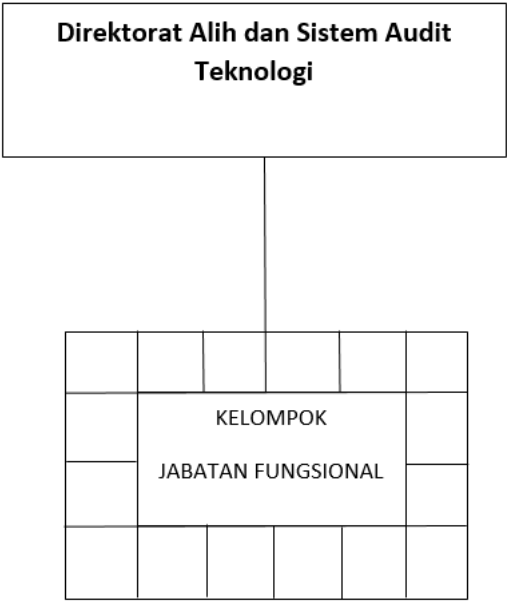 Direktorat Alih dan Sistem Audit
Teknologi
KELOMPOK
JABATAN FUNGSIONAL